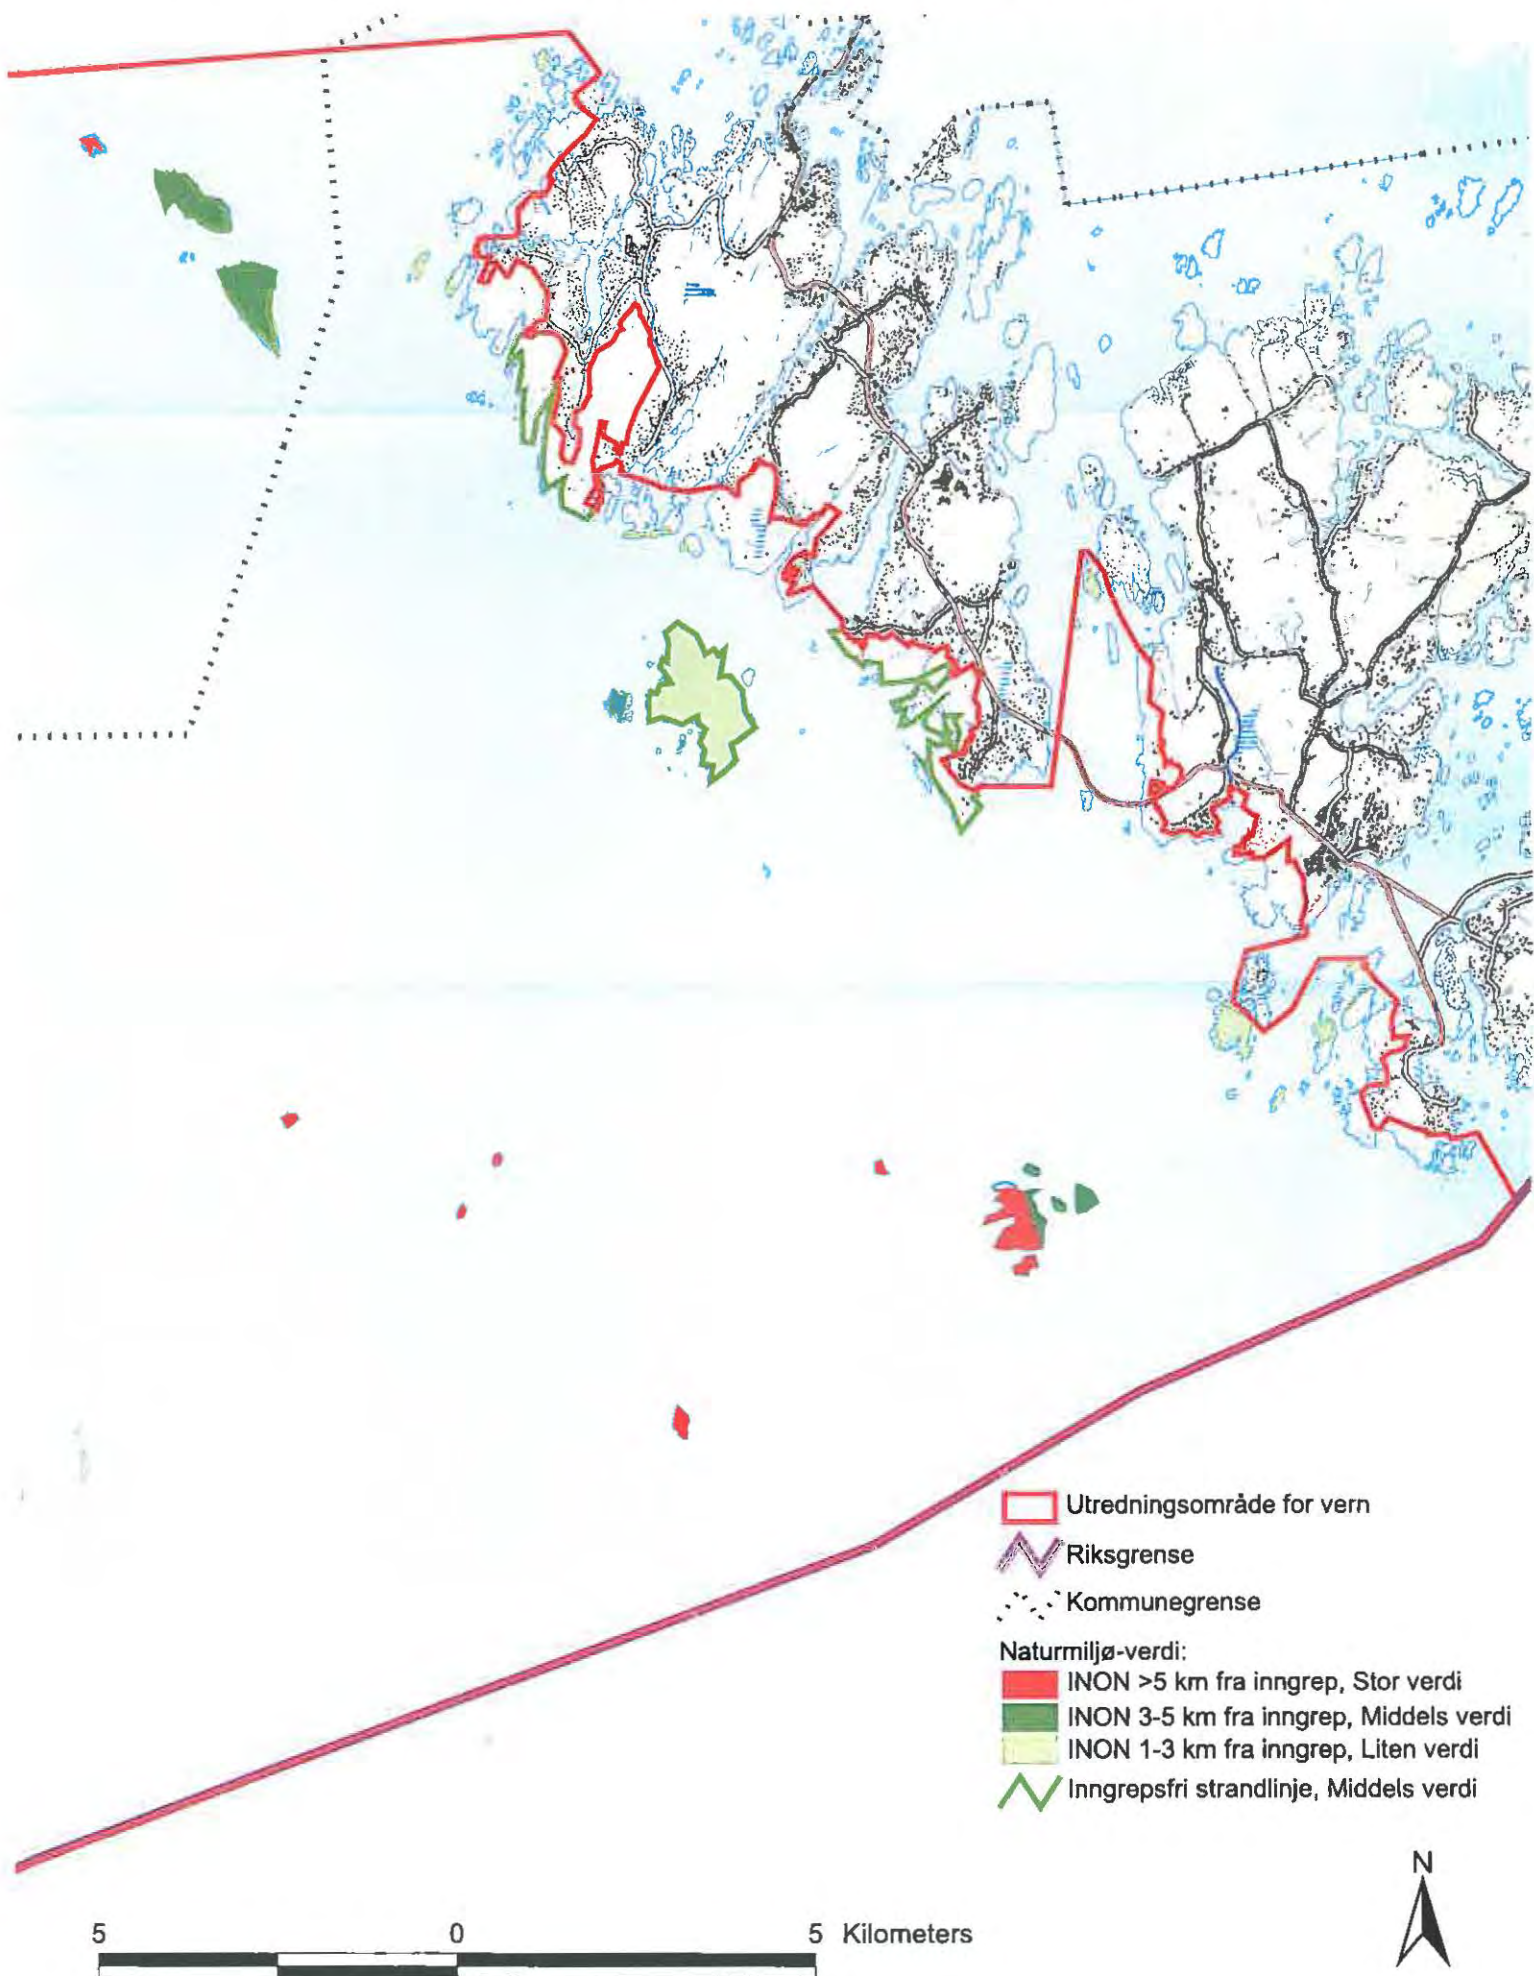 Utredningsområde for vern
Riksgrense
Kommunegrense
Naturmiljø-verdi:
INON >5 km fra inngrep, Stor verdi
INON 3-5 km fra inngrep, Middels verdi
INON 1-3 km fra inngrep, Liten verdi
Inngrepsfri strandlinje, Middels verdi
N
5 0 5 Kilometers